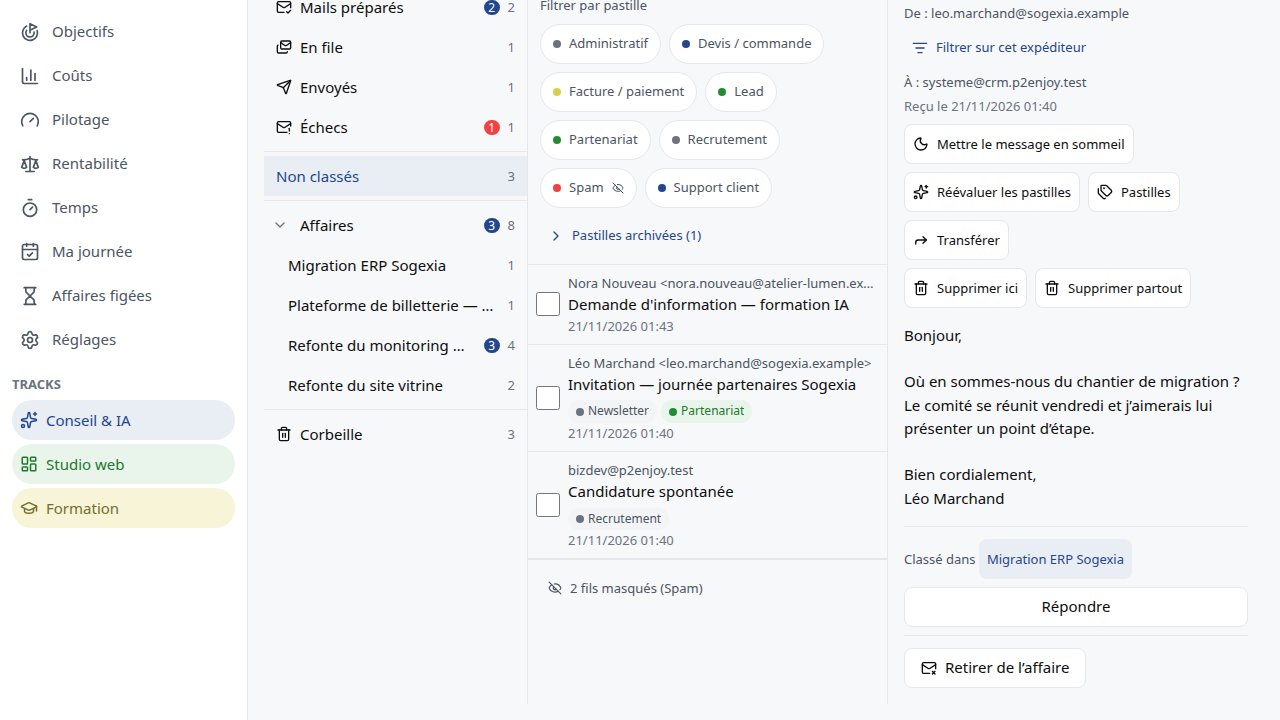 Objectifs
Coûts
Pilotage
Rentabilité
Temps
Ma journée
Affaires figées
Réglages
TRACKS
Conseil & IA
Studio web
Formation
Mails préparés 2 2
En file 1
Envoyés 1
Échecs 1 1
Non classés 3
Affaires 3 8
Migration ERP Sogexia 1
Plateforme de billetterie — ... 1
Refonte du monitoring ... 3 4
Refonte du site vitrine 2
Corbeille 3
Filtrer par pastille
Administratif Devis / commande
Facture / paiement Lead
Partenariat Recrutement
Spam Support client
Pastilles archivées (1)
Nora Nouveau <nora.nouveau@atelier-lumen.ex...
Demande d'information — formation IA
21/11/2026 01:43
Léo Marchand <leo.marchand@sogexia.example>
Invitation — journée partenaires Sogexia
Newsletter Partenariat
21/11/2026 01:40
bizdev@p2enjoy.test
Candidature spontanée
Recrutement
21/11/2026 01:40
2 fils masqués (Spam)
De : leo.marchand@sogexia.example
Filtrer sur cet expéditeur
À : systeme@crm.p2enjoy.test
Reçu le 21/11/2026 01:40
Mettre le message en sommeil
Réévaluer les pastilles Pastilles
Transférer
Supprimer ici Supprimer partout
Bonjour,
Où en sommes-nous du chantier de migration ?
Le comité se réunit vendredi et j’aimerais lui
présenter un point d’étape.
Bien cordialement,
Léo Marchand
Classé dans Migration ERP Sogexia
Répondre
Retirer de l’affaire